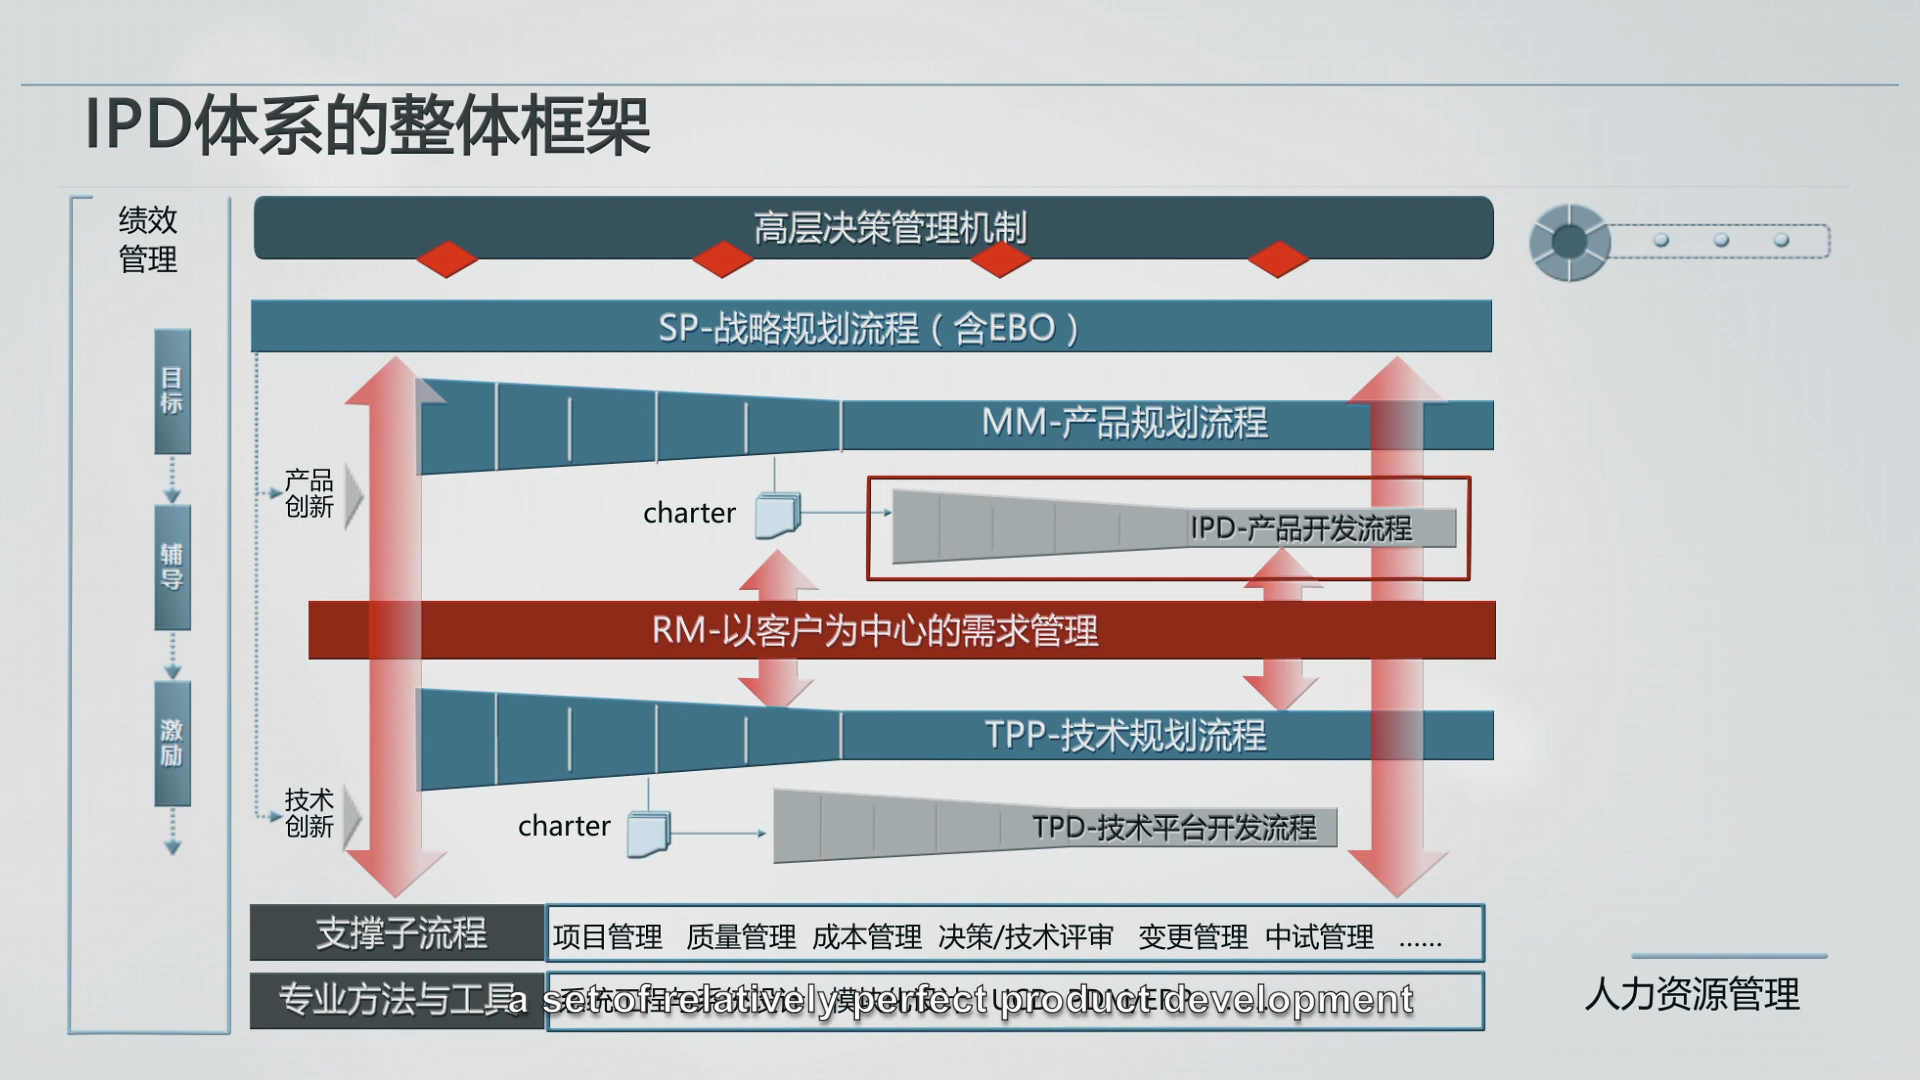 IPD体系的整体框架
绩效
管理
高层决策管理机制
SP-战略规划流程（含EBO）
目标
MM-产品规划流程
产品
创新
charter
IPD-产品开发流程
辅导
RM-以客户为中心的需求管理
激励
TPP-技术规划流程
技术
创新
charter
TPD-技术平台开发流程
支撑子流程
项目管理 质量管理 成本管理 决策/技术评审 变更管理 中试管理 ……
专业方法与工具
a set of relatively perfect product development
人力资源管理